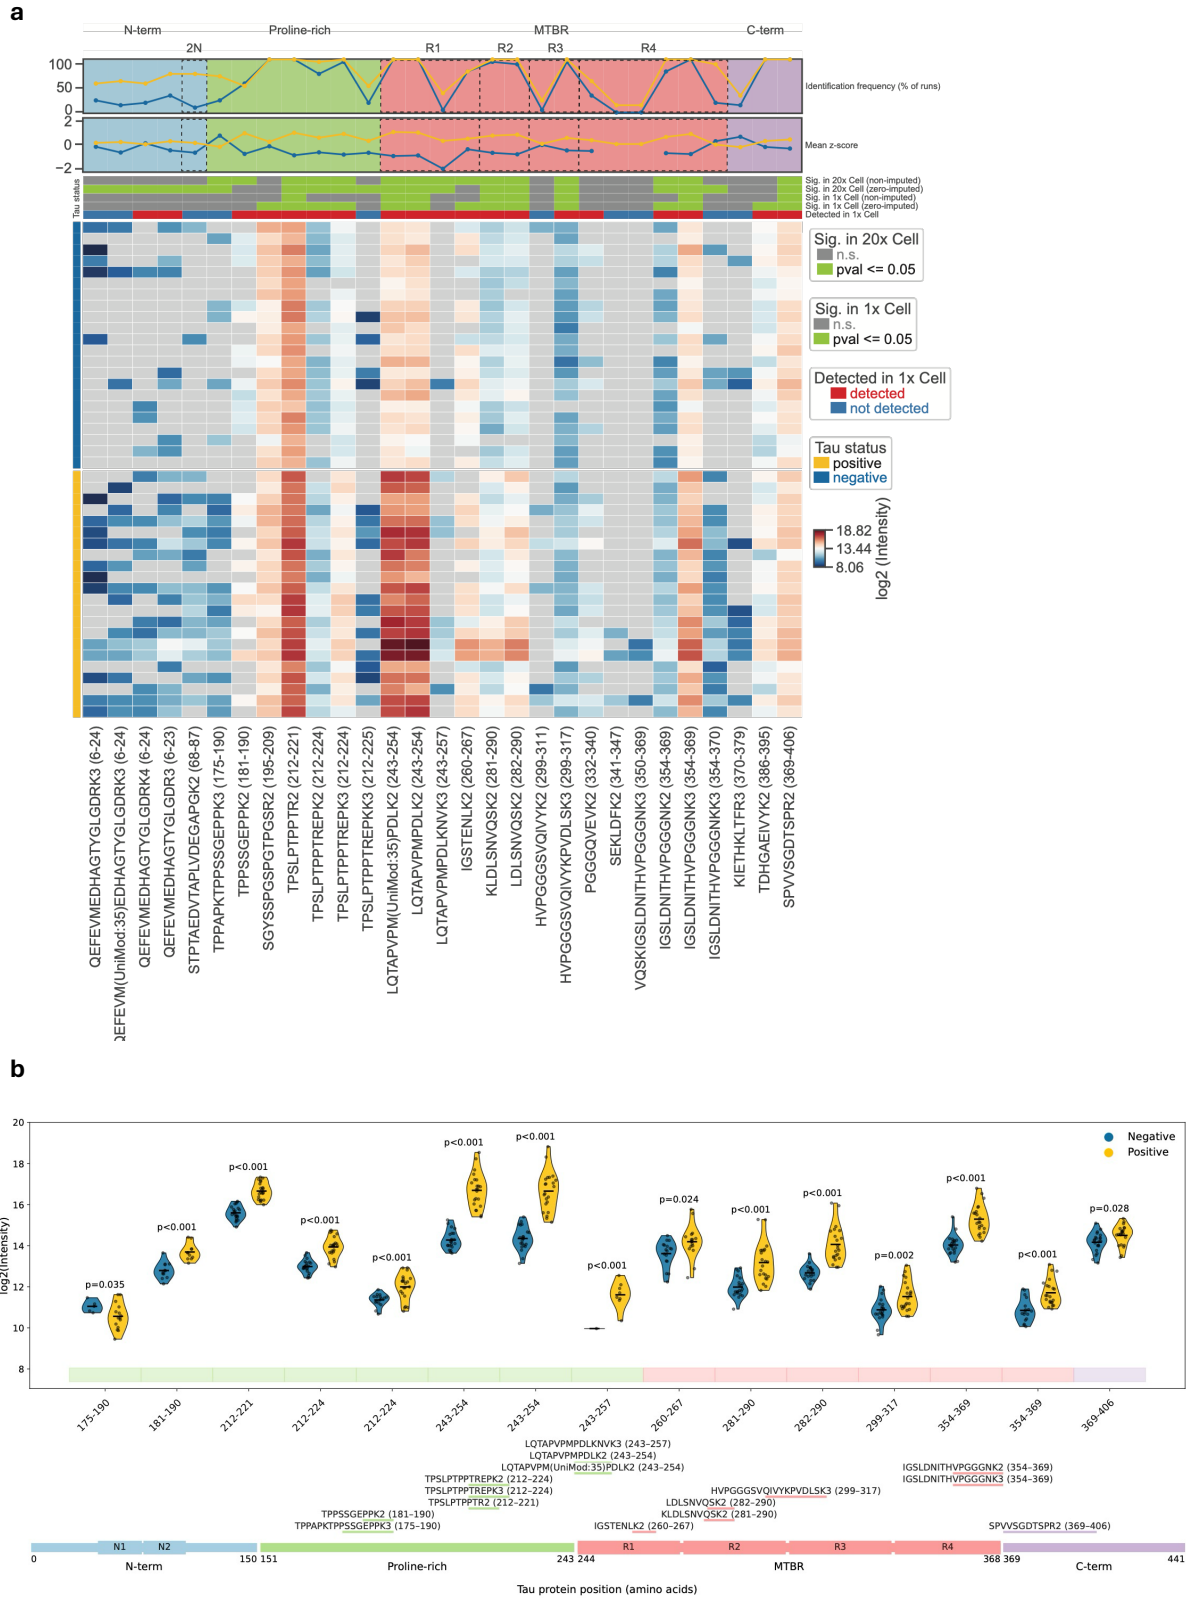 a
N-term Proline-rich MTBR C-term
2N R1 R2 R3 R4
100
50
0
Identification frequency (% of runs)
2
0
−2
Mean z-score
Tau status
Sig. in 20x Cell (non-imputed)
Sig. in 20x Cell (zero-imputed)
Sig. in 1x Cell (non-imputed)
Sig. in 1x Cell (zero-imputed)
Detected in 1x Cell
Sig. in 20x Cell
n.s.
pval <= 0.05
Sig. in 1x Cell
n.s.
pval <= 0.05
Detected in 1x Cell
detected
not detected
Tau status
positive
negative
18.82
13.44
8.06
log2 (Intensity)
QEFEVMEDHAGTYGLGDRK3 (6-24)
QEFEVM(UniMod:35)EDHAGTYGLGDRK3 (6-24)
QEFEVMEDHAGTYGLGDRK4 (6-24)
QEFEVMEDHAGTYGLGDR3 (6-23)
STPTAEDVTAPLVDEGAPGK2 (68-87)
TPPAPKTPPSSGEPPK3 (175-190)
TPPSSGEPPK2 (181-190)
SGYSSPGSPGTPGSR2 (195-209)
TPSLPTPPTR2 (212-221)
TPSLPTPPTREPK2 (212-224)
TPSLPTPPTREPK3 (212-224)
TPSLPTPPTREPKK3 (212-225)
LQTAPVPM(UniMod:35)PDLK2 (243-254)
LQTAPVPMPDLK2 (243-254)
LQTAPVPMPDLKNVK3 (243-257)
IGSTENLK2 (260-267)
KLDLSNVQSK2 (281-290)
LDLSNVQSK2 (282-290)
HVPGGGSVQIVYK2 (299-311)
HVPGGGSVQIVYKPVDLSK3 (299-317)
PGGGQVEVK2 (332-340)
SEKLDFK2 (341-347)
VQSKIGSLDNITHVPGGGNK3 (350-369)
IGSLDNITHVPGGGNK2 (354-369)
IGSLDNITHVPGGGNK3 (354-369)
IGSLDNITHVPGGGNKK3 (354-370)
KIETHKLTFR3 (370-379)
TDHGAEIVYK2 (386-395)
SPVVSGDTSPR2 (369-406)
b
log2(Intensity)
20
18
16
14
12
10
8
Negative
Positive
p=0.035
p<0.001
p<0.001
p<0.001
p<0.001
p<0.001
p<0.001
p<0.001
p=0.024
p<0.001
p<0.001
p=0.002
p<0.001
p<0.001
p=0.028
175-190
181-190
212-221
212-224
212-224
243-254
243-254
243-257
260-267
281-290
282-290
299-317
354-369
354-369
369-406
LQTAPVPMPDLKNVK3 (243–257)
LQTAPVPMPDLK2 (243–254)
LQTAPVPM(UniMod:35)PDLK2 (243–254) IGSLDNITHVPGGGNK2 (354–369)
TPSLPTPPTREPK2 (212–224) IGSLDNITHVPGGGNK3 (354–369)
TPSLPTPPTREPK3 (212–224) HVPGGGSVQIVYKPVDLSK3 (299–317)
TPSLPTPPTR2 (212–221) LDLSNVQSK2 (282–290)
TPPSSGEPPK2 (181–190) KLDLSNVQSK2 (281–290)
TPPAPKTPPSSGEPPK3 (175–190) IGSTENLK2 (260–267) SPVVSGDTSPR2 (369–406)
N1 N2 R1 R2 R3 R4
0 150 151 243 244 368 369 441
N-term Proline-rich MTBR C-term
Tau protein position (amino acids)